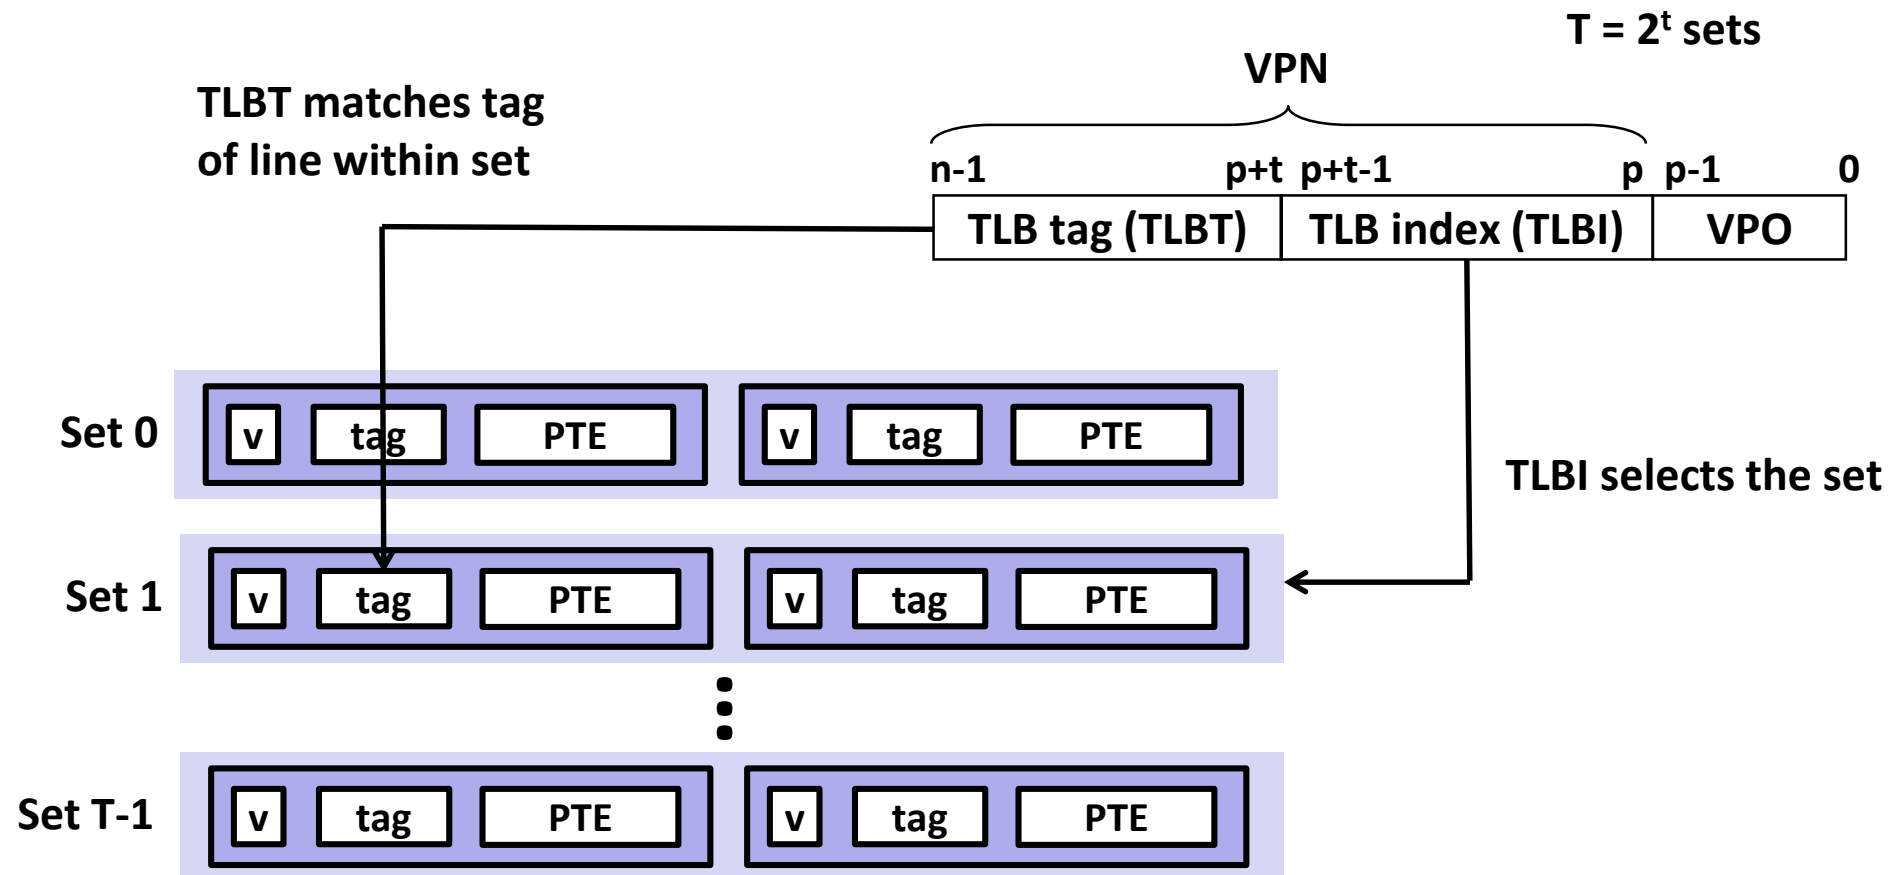 T = 2ᵗ sets
VPN
TLBT matches tag
of line within set
n-1 p+t p+t-1 p p-1 0
TLB tag (TLBT) TLB index (TLBI) VPO
Set 0 v tag PTE v tag PTE
TLBI selects the set
Set 1 v tag PTE v tag PTE
Set T-1 v tag PTE v tag PTE